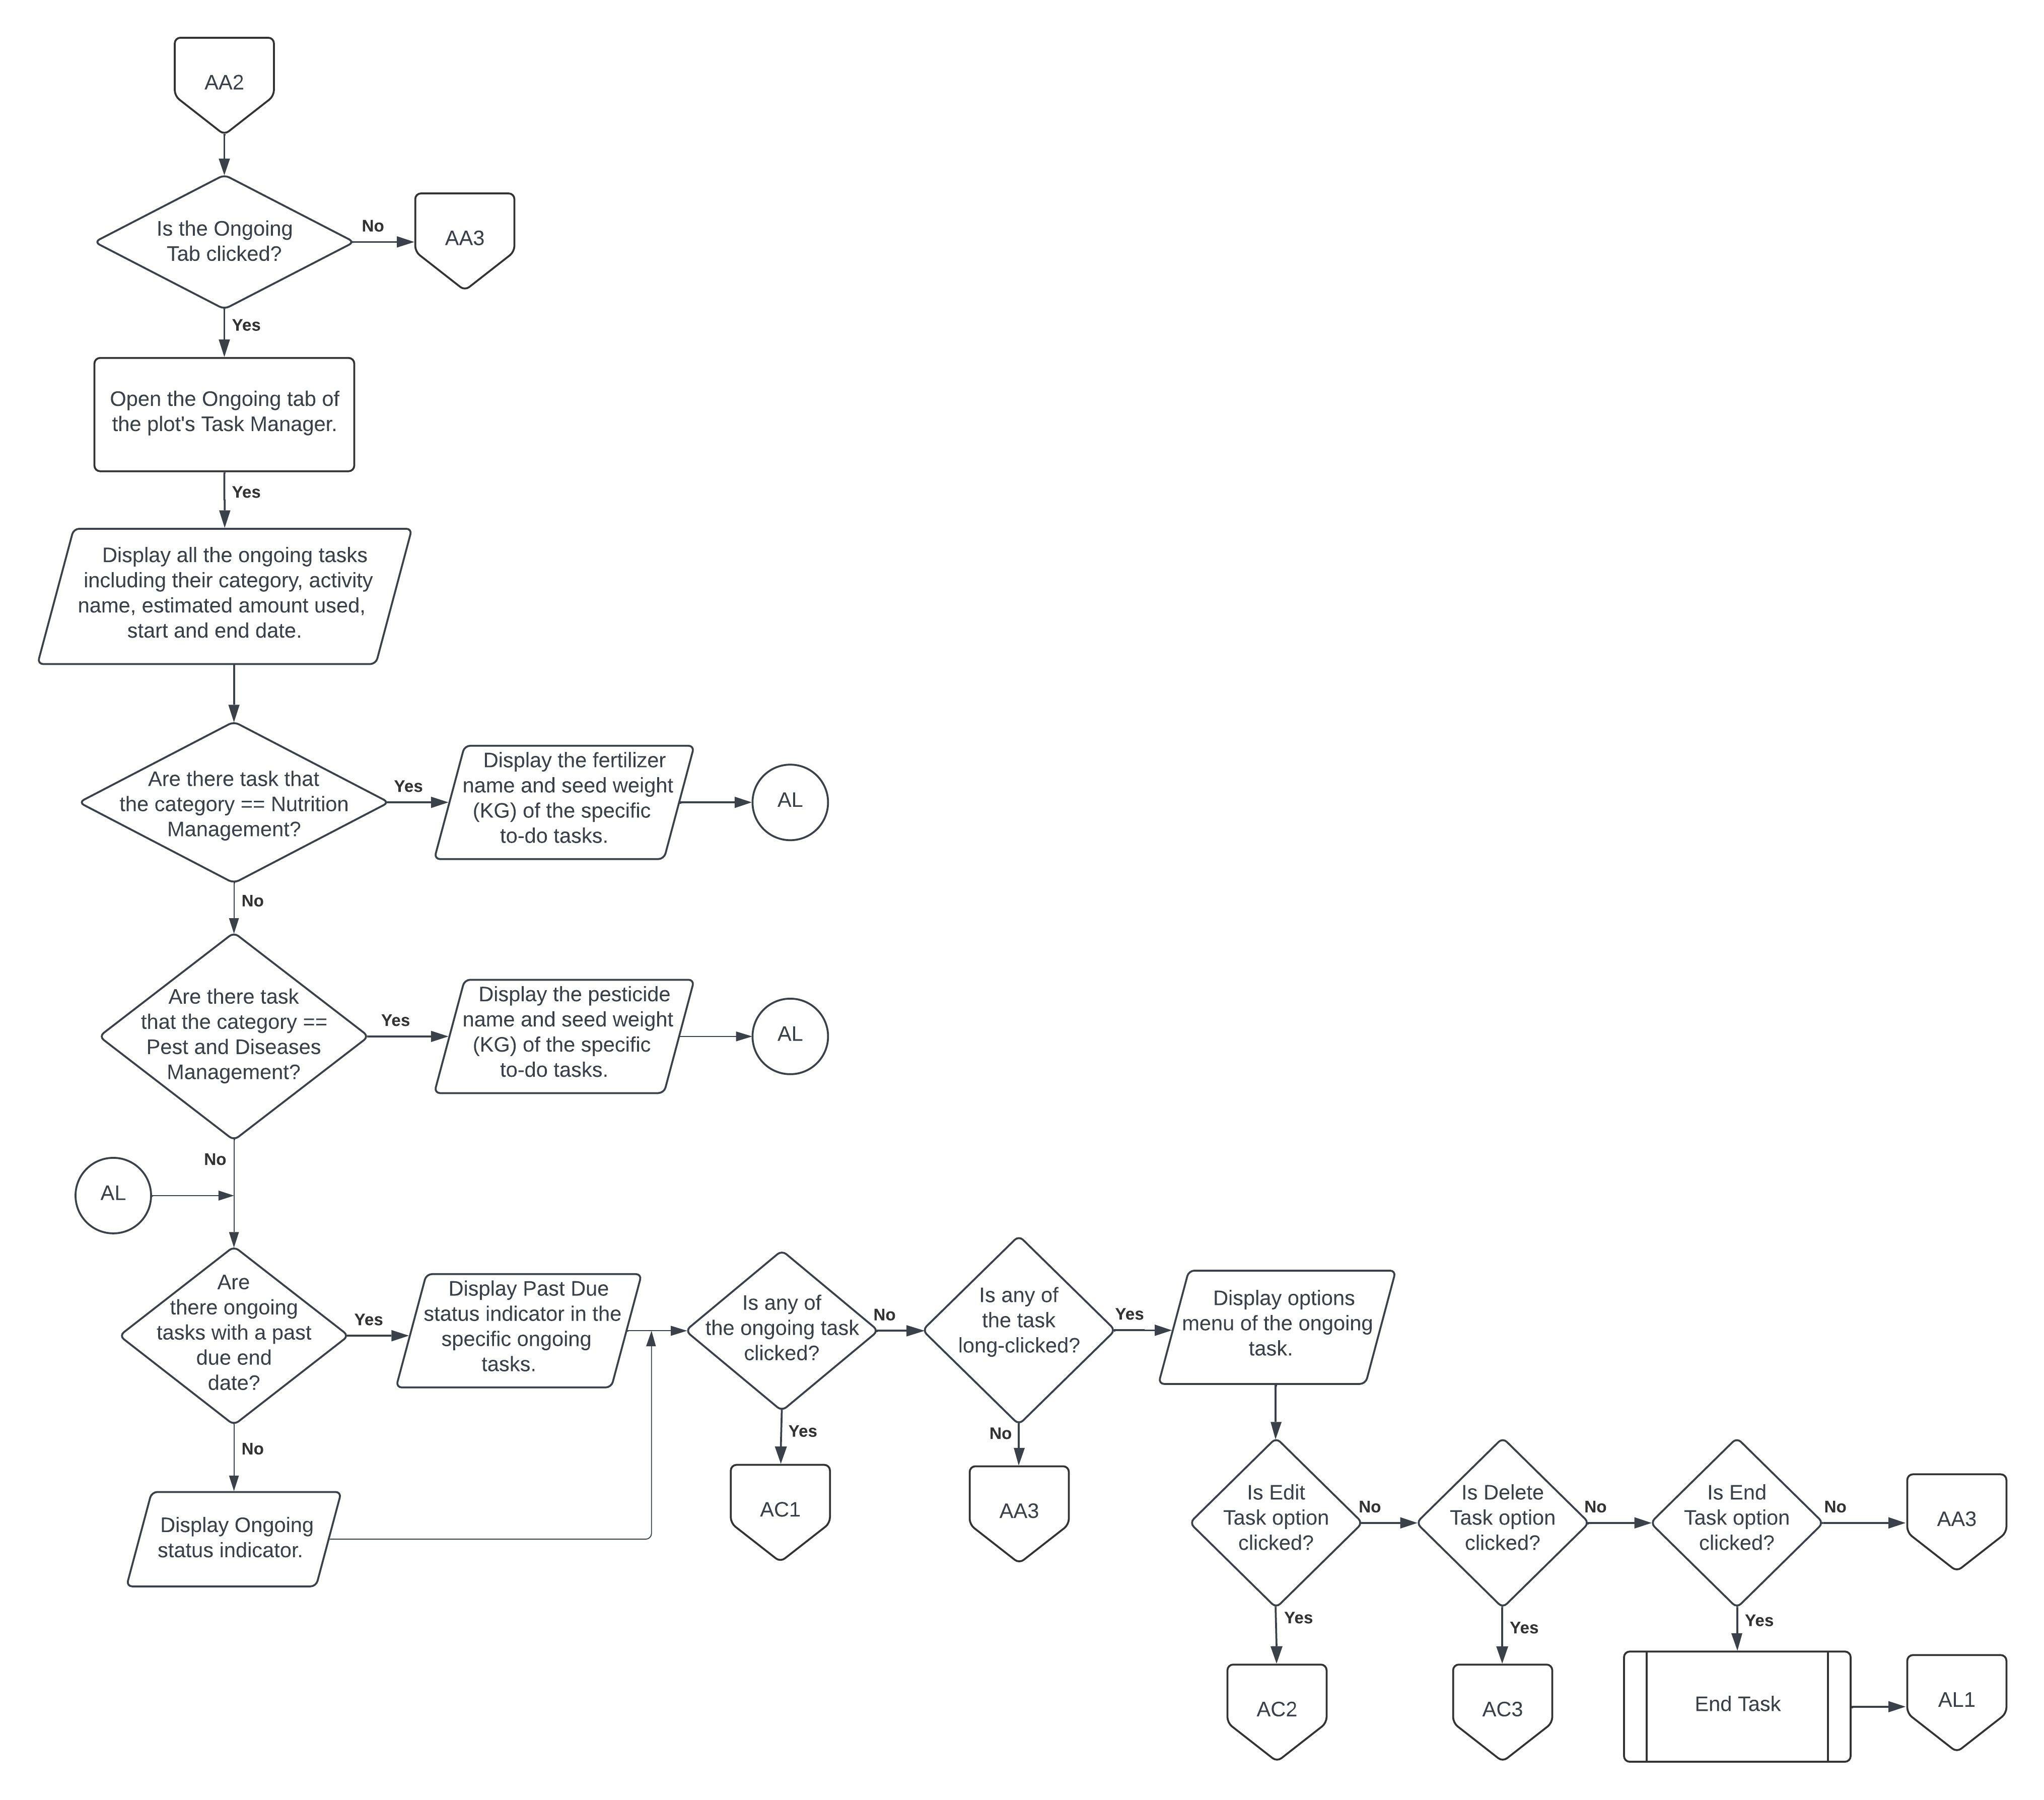 AA2
Is the Ongoing
Tab clicked?
No
AA3
Yes
Open the Ongoing tab of
the plot's Task Manager.
Yes
Display all the ongoing tasks
including their category, activity
name, estimated amount used,
start and end date.
Are there task that
the category == Nutrition
Management?
Yes
Display the fertilizer
name and seed weight
(KG) of the specific
to-do tasks.
AL
No
Are there task
that the category ==
Pest and Diseases
Management?
Yes
Display the pesticide
name and seed weight
(KG) of the specific
to-do tasks.
AL
No
AL
Are
there ongoing
tasks with a past
due end
date?
Yes
Display Past Due
status indicator in the
specific ongoing
tasks.
No
Display Ongoing
status indicator.
Is any of
the ongoing task
clicked?
Yes
AC1
No
Is any of
the task
long-clicked?
No
AA3
Yes
Display options
menu of the ongoing
task.
Is Edit
Task option
clicked?
Yes
AC2
No
Is Delete
Task option
clicked?
Yes
AC3
No
Is End
Task option
clicked?
No
AA3
Yes
End Task
AL1